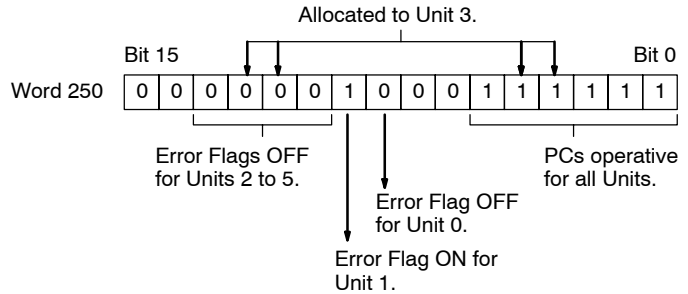 Allocated to Unit 3.
Bit 15 Bit 0
Word 250 0 0 0 0 0 0 1 0 0 0 1 1 1 1 1 1
Error Flags OFF
for Units 2 to 5.
PCs operative
for all Units.
Error Flag OFF
for Unit 0.
Error Flag ON for
Unit 1.